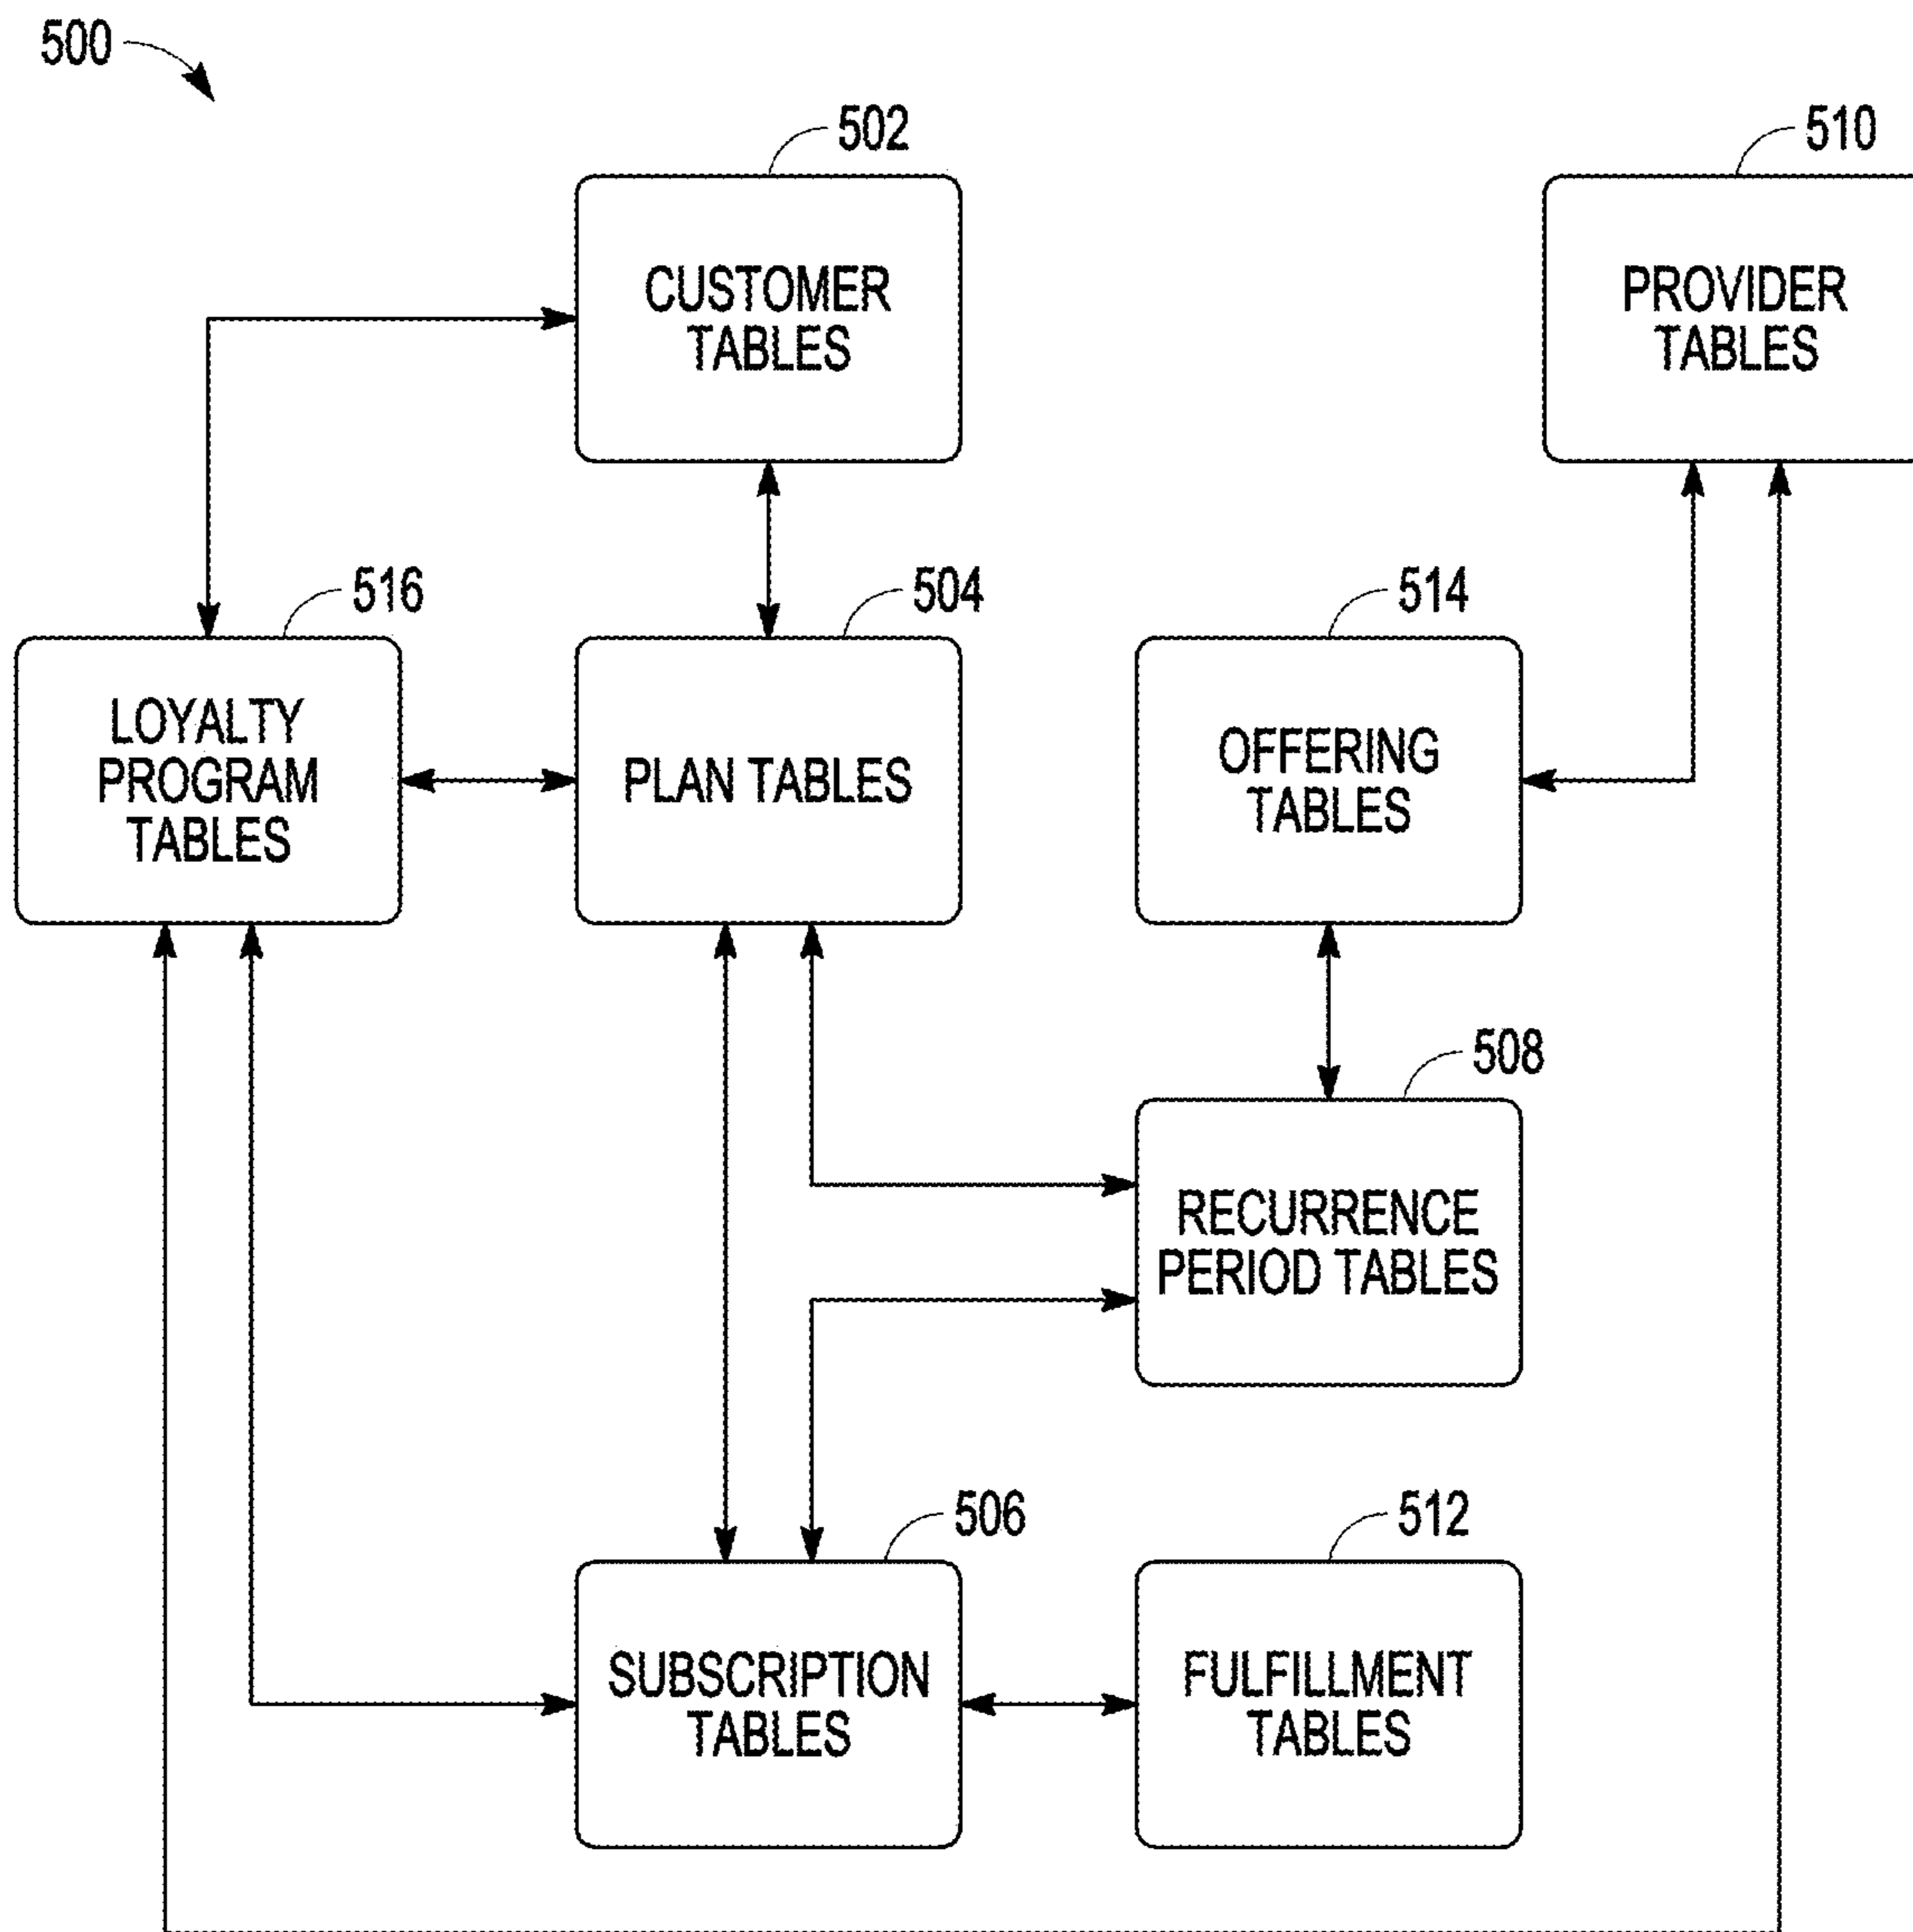 500
502
CUSTOMER
TABLES
510
PROVIDER
TABLES
516
LOYALTY
PROGRAM
TABLES
504
PLAN TABLES
514
OFFERING
TABLES
508
RECURRENCE
PERIOD TABLES
506
SUBSCRIPTION
TABLES
512
FULFILLMENT
TABLES